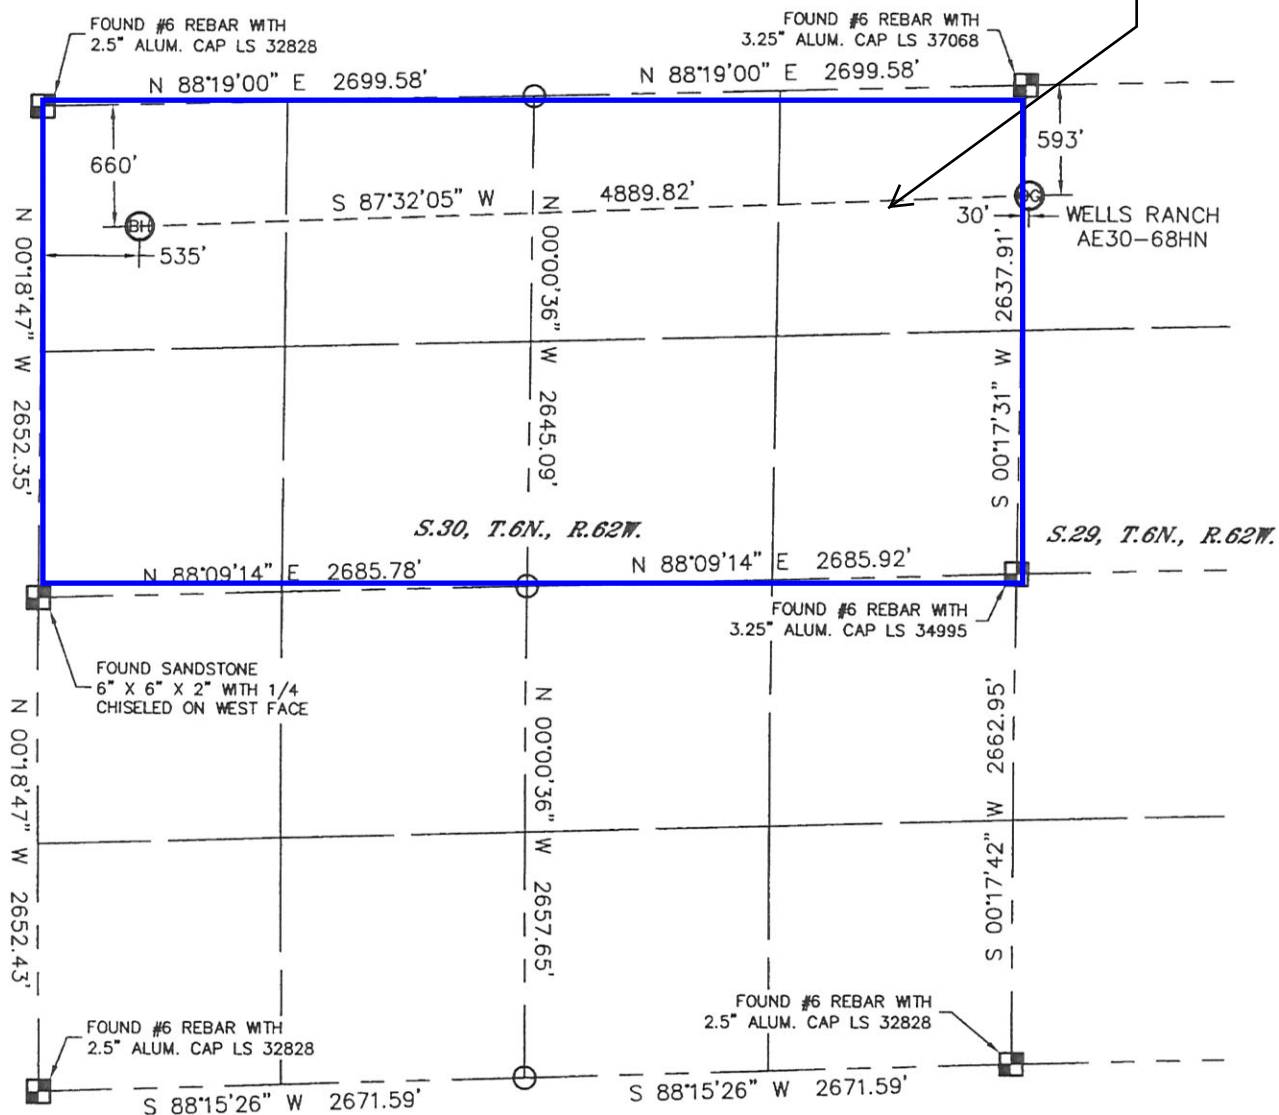 FOUND #6 REBAR WITH
2.5" ALUM. CAP LS 32828
FOUND #6 REBAR WITH
3.25" ALUM. CAP LS 37068
N 88°19'00" E 2699.58'
N 88°19'00" E 2699.58'
660'
593'
S 87°32'05" W 4889.82'
BH
535'
30'
WELLS RANCH
AE30-68HN
N 00°18'47" W 2652.35'
N 00°00'36" W 2645.09'
S 00°17'31" W 2637.91'
S.30, T.6N., R.62W.
S.29, T.6N., R.62W.
N 88°09'14" E 2685.78'
N 88°09'14" E 2685.92'
FOUND #6 REBAR WITH
3.25" ALUM. CAP LS 34995
FOUND SANDSTONE
6" X 6" X 2" WITH 1/4
CHISELED ON WEST FACE
N 00°18'47" W 2652.43'
N 00°00'36" W 2657.65'
S 00°17'42" W 2662.95'
FOUND #6 REBAR WITH
2.5" ALUM. CAP LS 32828
FOUND #6 REBAR WITH
2.5" ALUM. CAP LS 32828
S 88°15'26" W 2671.59'
S 88°15'26" W 2671.59'